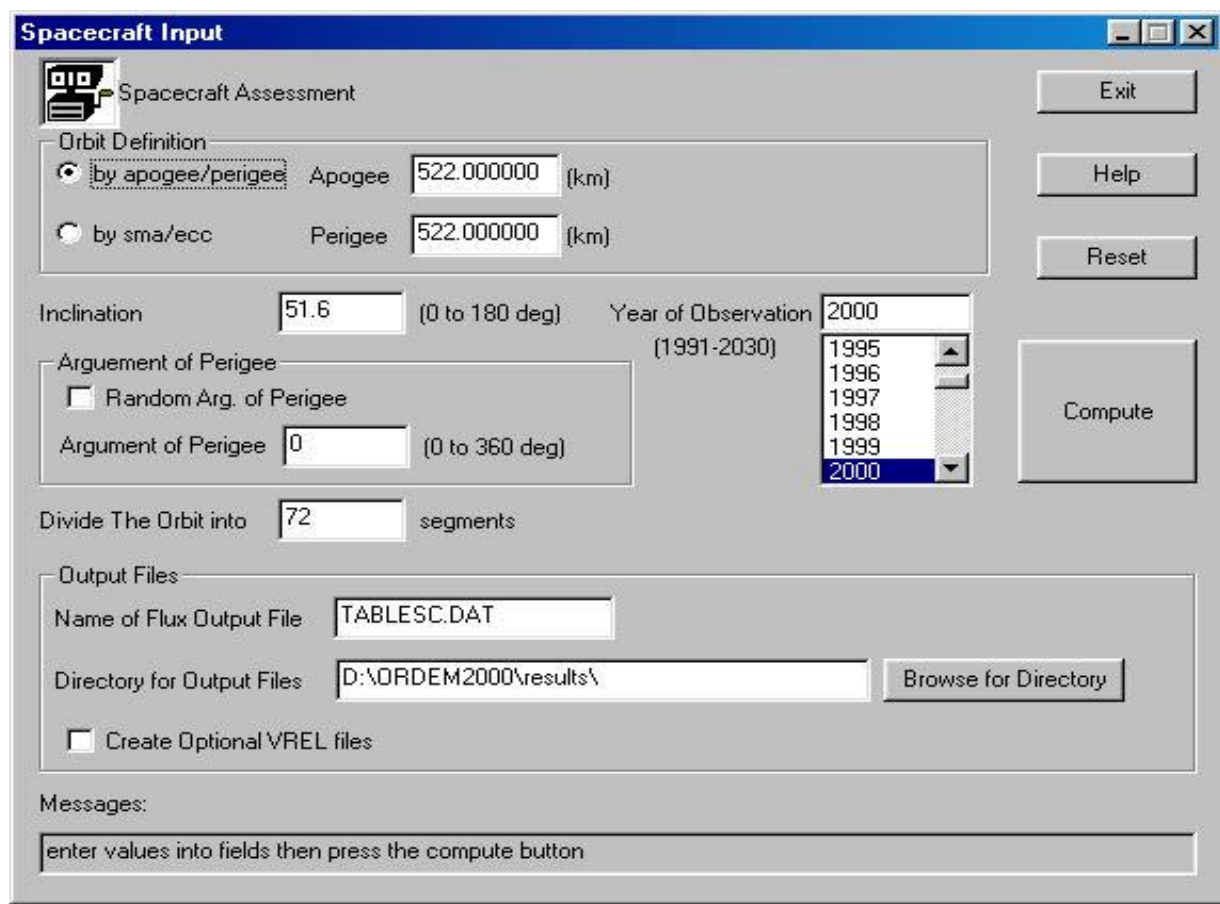 Spacecraft Input
Spacecraft Assessment
Exit
Orbit Definition
by apogee/perigee Apogee 522.000000 (km)
Help
by sma/ecc Perigee 522.000000 (km)
Reset
Inclination 51.6 (0 to 180 deg) Year of Observation 2000
(1991-2030)
1995
1996
1997
1998
1999
2000
Arguement of Perigee
Random Arg. of Perigee
Argument of Perigee 0 (0 to 360 deg)
Compute
Divide The Orbit into 72 segments
Output Files
Name of Flux Output File TABLESC.DAT
Directory for Output Files D:\ORDEM2000\results\ Browse for Directory
Create Optional VREL files
Messages:
enter values into fields then press the compute button